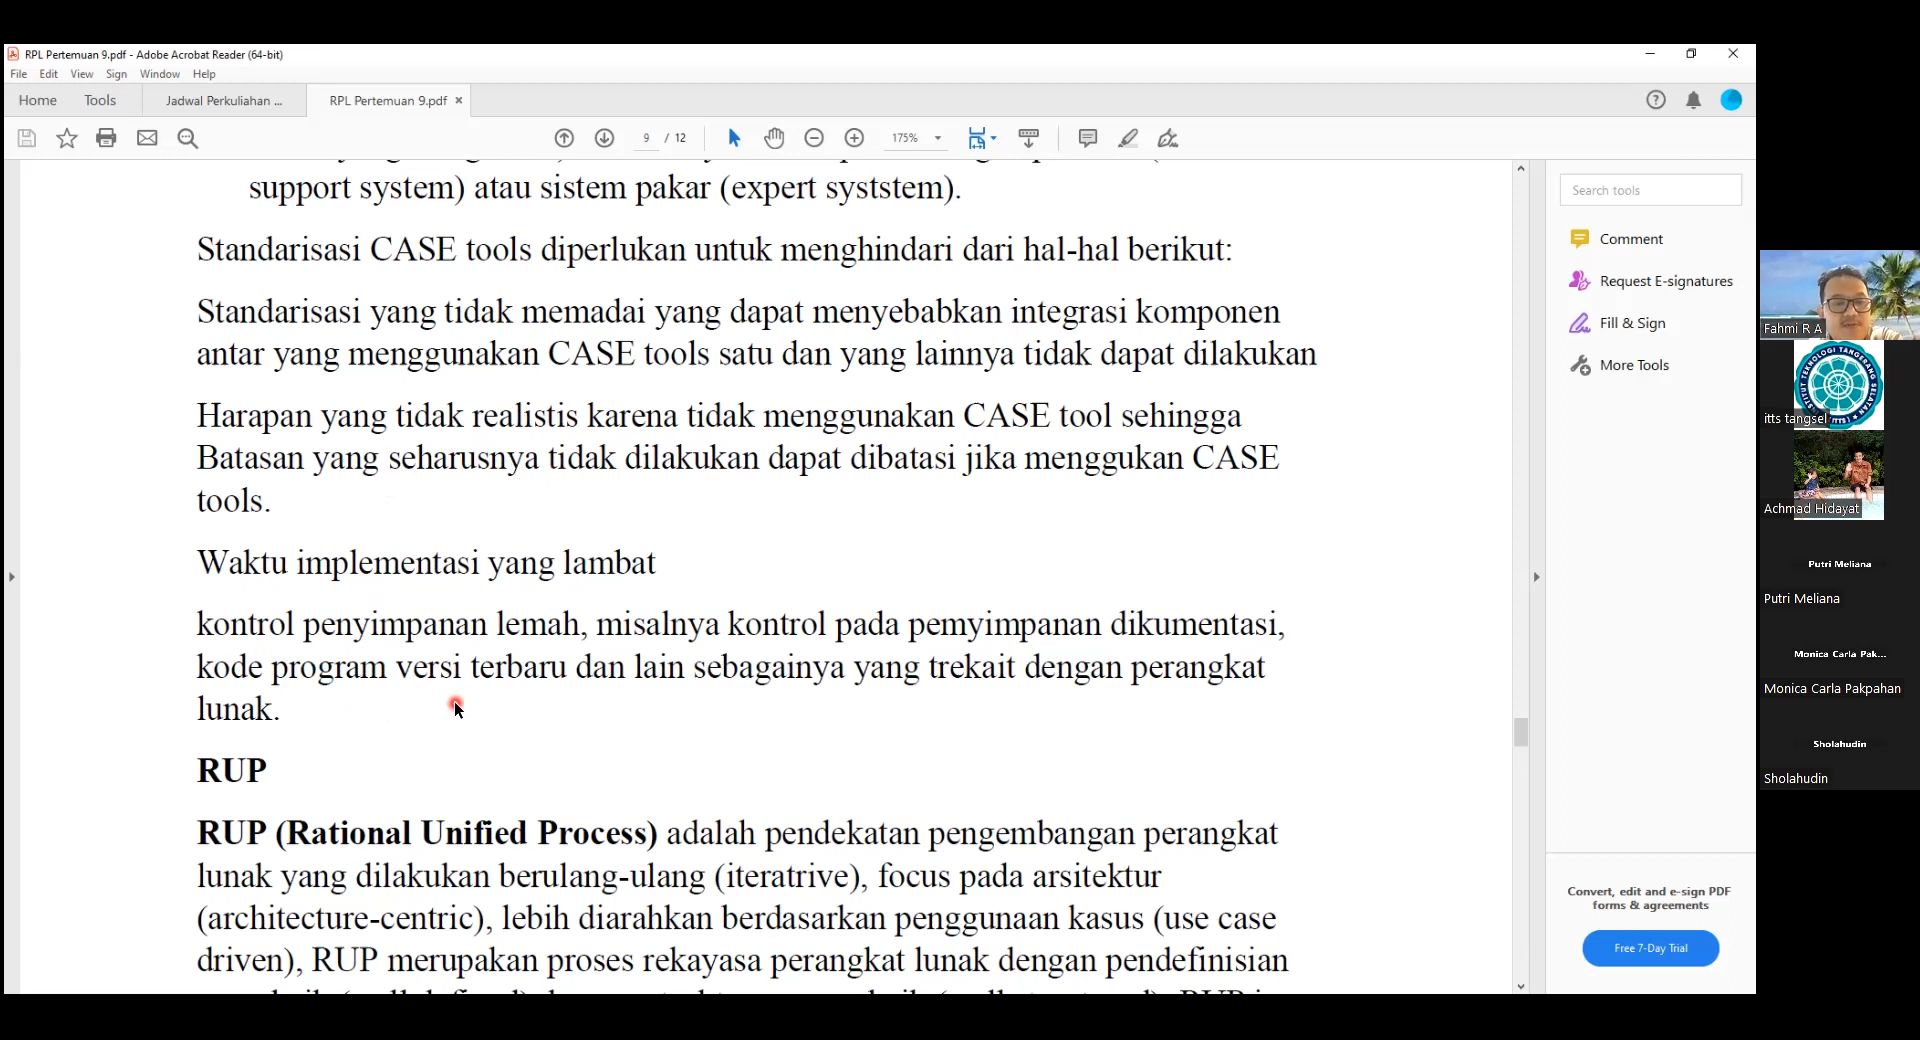 RPL Pertemuan 9.pdf - Adobe Acrobat Reader (64-bit)
File Edit View Sign Window Help
Home Tools Jadwal Perkuliahan ... RPL Pertemuan 9.pdf ×
9 / 12 175%
support system) atau sistem pakar (expert syststem).
Standarisasi CASE tools diperlukan untuk menghindari dari hal-hal berikut:
Standarisasi yang tidak memadai yang dapat menyebabkan integrasi komponen
antar yang menggunakan CASE tools satu dan yang lainnya tidak dapat dilakukan
Harapan yang tidak realistis karena tidak menggunakan CASE tool sehingga
Batasan yang seharusnya tidak dilakukan dapat dibatasi jika menggukan CASE
tools.
Waktu implementasi yang lambat
kontrol penyimpanan lemah, misalnya kontrol pada pemyimpanan dikumentasi,
kode program versi terbaru dan lain sebagainya yang trekait dengan perangkat
lunak.
RUP
RUP (Rational Unified Process) adalah pendekatan pengembangan perangkat
lunak yang dilakukan berulang-ulang (iteratrive), focus pada arsitektur
(architecture-centric), lebih diarahkan berdasarkan penggunaan kasus (use case
driven), RUP merupakan proses rekayasa perangkat lunak dengan pendefinisian
Search tools
Comment
Request E-signatures
Fill & Sign
More Tools
Convert, edit and e-sign PDF
forms & agreements
Free 7-Day Trial
Fahmi R A
INSTITUT TEKNOLOGI TANGERANG SELATAN
(ITTS)
itts tangsel
Achmad Hidayat
Putri Meliana
Putri Meliana
Monica Carla Pak...
Monica Carla Pakpahan
Sholahudin
Sholahudin